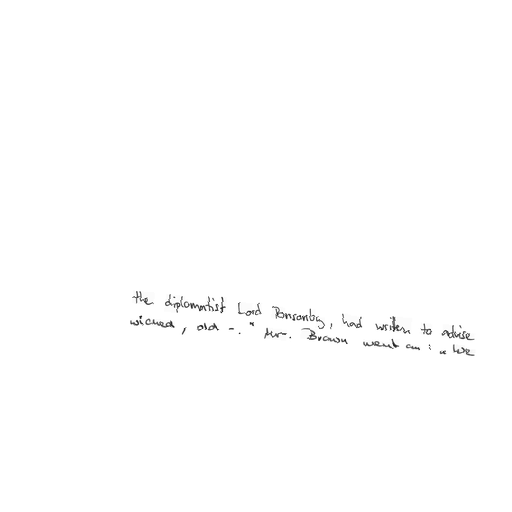 the diplomatist Lord Ponsonby, had written to advise
wicked, old -." Mr. Brown went on: "We